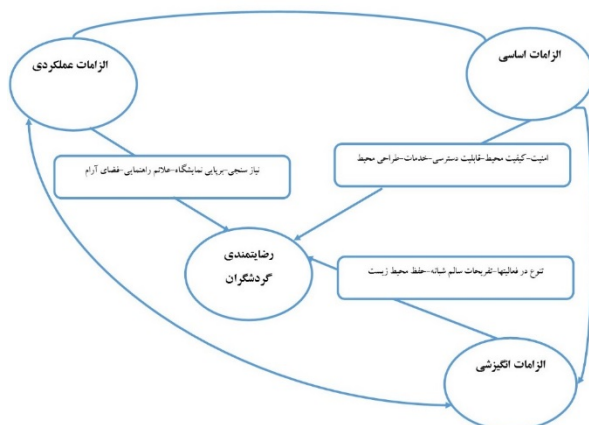 الزامات اساسی
الزامات عملکردی
امنیت-کیفیت محیط-قابلیت دسترسی-خدمات-طراحی محیط
نیاز سنجی-برپایی نمایشگاه-علائم راهنمایی-فضای آرام
رضایتمندی
گردشگران
تنوع در فعالیتها-تفریحات سالم شبانه-حفظ محیط زیست
الزامات انگیزشی